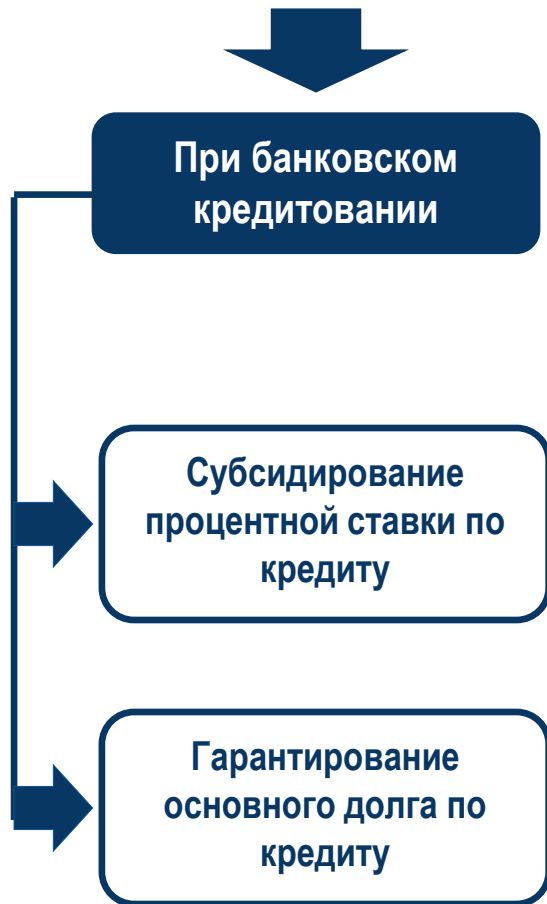 При банковском
кредитовании
Субсидирование
процентной ставки по
кредиту
Гарантирование
основного долга по
кредиту